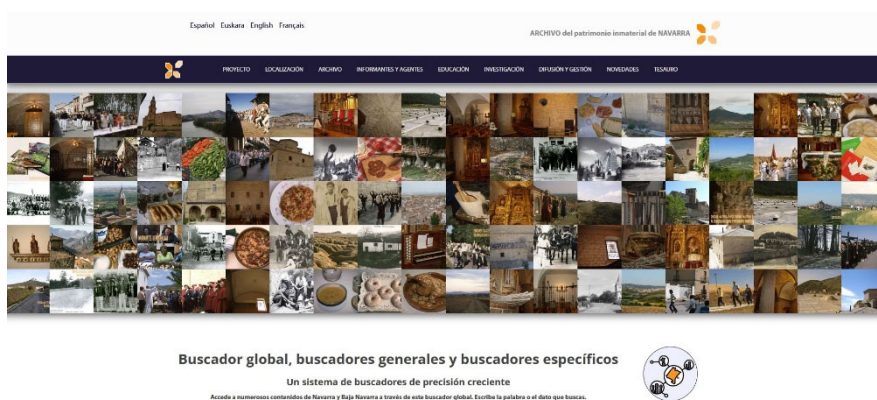 Español Euskara English Français
ARCHIVO del patrimonio inmaterial de NAVARRA
PROYECTO LOCALIZACIÓN ARCHIVO INFORMANTES Y AGENTES EDUCACIÓN INVESTIGACIÓN DIFUSIÓN Y GESTIÓN NOVEDADES TESAURO
Buscador global, buscadores generales y buscadores específicos
Un sistema de buscadores de precisión creciente
Accede a numerosos contenidos de Navarra y Baja Navarra a través de este buscador global. Escribe la palabra o el dato que buscas.